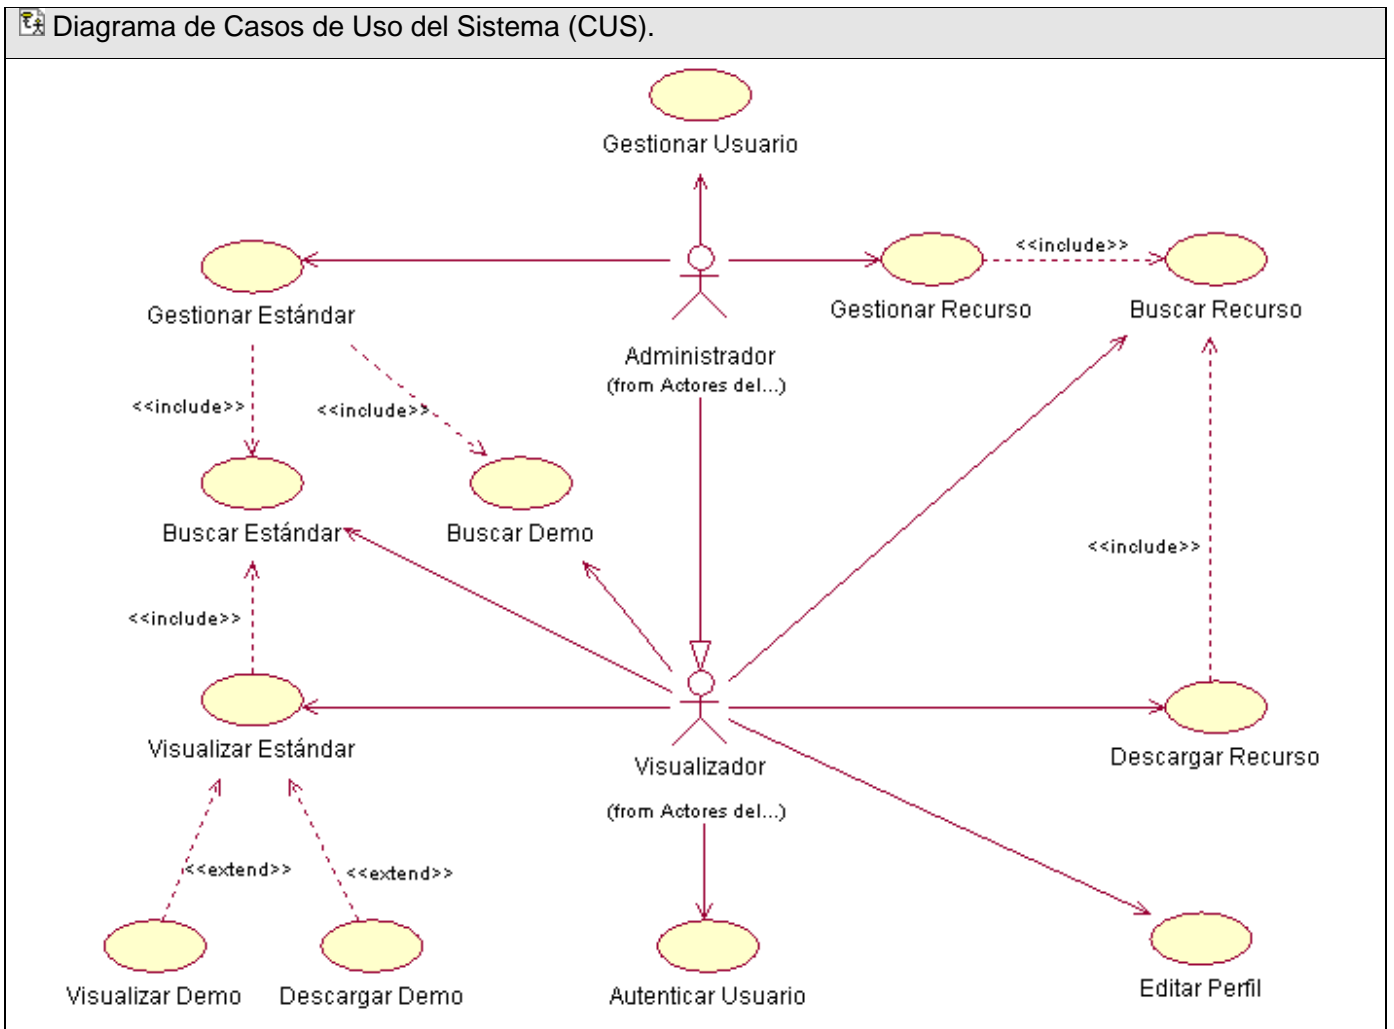 Diagrama de Casos de Uso del Sistema (CUS).
Gestionar Usuario
<<include>>
Gestionar Estándar
Gestionar Recurso
Buscar Recurso
Administrador
(from Actores del...)
<<include>>
<<include>>
Buscar Estándar
Buscar Demo
<<include>>
<<include>>
Visualizar Estándar
Visualizador
Descargar Recurso
(from Actores del...)
<<extend>>
<<extend>>
Visualizar Demo
Descargar Demo
Autenticar Usuario
Editar Perfil